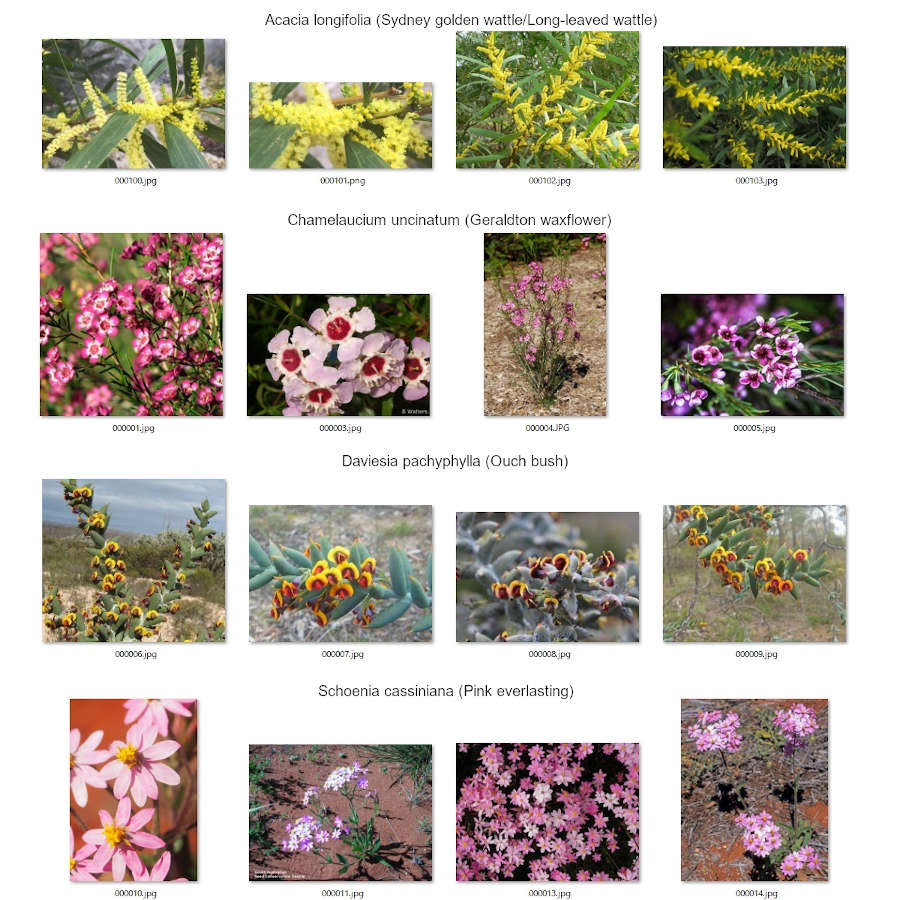 Acacia longifolia (Sydney golden wattle/Long-leaved wattle)
000100.jpg
000101.png
000102.jpg
000103.jpg
Chamelaucium uncinatum (Geraldton waxflower)
000001.jpg
B Walters
000003.jpg
000004.JPG
000005.jpg
Daviesia pachyphylla (Ouch bush)
000006.jpg
000007.jpg
000008.jpg
000009.jpg
Schoenia cassiniana (Pink everlasting)
000010.jpg
000011.jpg
000013.jpg
000014.jpg